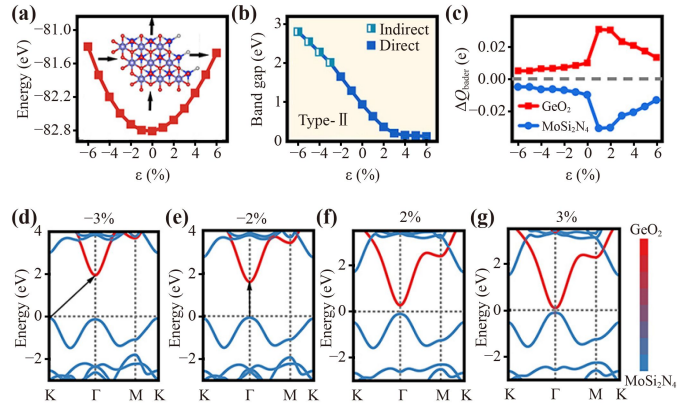 (a)
−81.0
−81.6
−82.2
−82.8
Energy (eV)
−6 −4 −2 0 2 4 6
ε (%)
(b)
4
3
2
1
0
Band gap (eV)
Indirect
Direct
Type-Ⅱ
−6 −4 −2 0 2 4 6
ε (%)
(c)
0.02
0.00
−0.02
ΔQbader (e)
GeO₂
MoSi₂N₄
−6 −4 −2 0 2 4 6
ε (%)
(d)
−3%
4
2
0
−2
Energy (eV)
K Γ M K
(e)
−2%
4
2
0
−2
Energy (eV)
K Γ M K
(f)
2%
2
0
−2
Energy (eV)
K Γ M K
(g)
3%
2
0
−2
Energy (eV)
K Γ M K
GeO₂
MoSi₂N₄